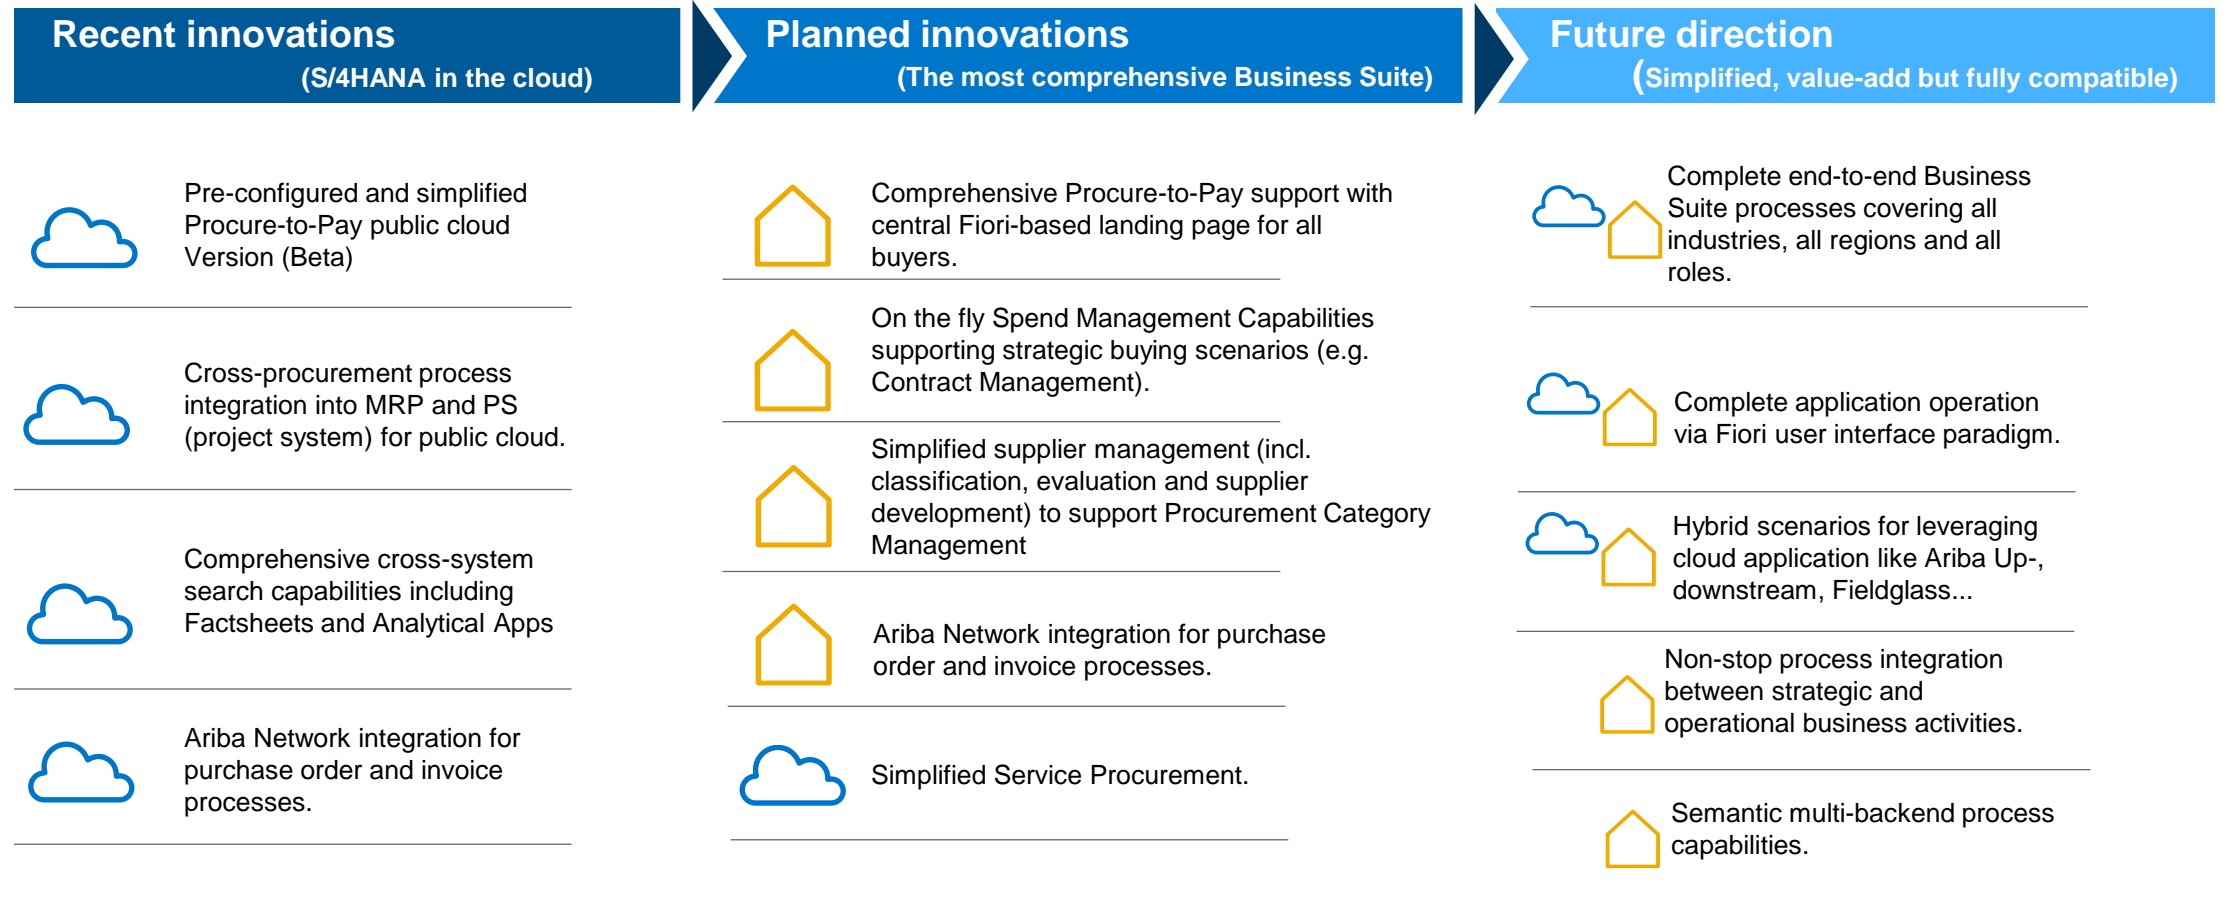 Recent innovations
(S/4HANA in the cloud)
Planned innovations
(The most comprehensive Business Suite)
Future direction
(Simplified, value-add but fully compatible)
Pre-configured and simplified
Procure-to-Pay public cloud
Version (Beta)
Cross-procurement process
integration into MRP and PS
(project system) for public cloud.
Comprehensive cross-system
search capabilities including
Factsheets and Analytical Apps
Ariba Network integration for
purchase order and invoice
processes.
Comprehensive Procure-to-Pay support with
central Fiori-based landing page for all
buyers.
On the fly Spend Management Capabilities
supporting strategic buying scenarios (e.g.
Contract Management).
Simplified supplier management (incl.
classification, evaluation and supplier
development) to support Procurement Category
Management
Ariba Network integration for purchase
order and invoice processes.
Simplified Service Procurement.
Complete end-to-end Business
Suite processes covering all
industries, all regions and all
roles.
Complete application operation
via Fiori user interface paradigm.
Hybrid scenarios for leveraging
cloud application like Ariba Up-,
downstream, Fieldglass...
Non-stop process integration
between strategic and
operational business activities.
Semantic multi-backend process
capabilities.